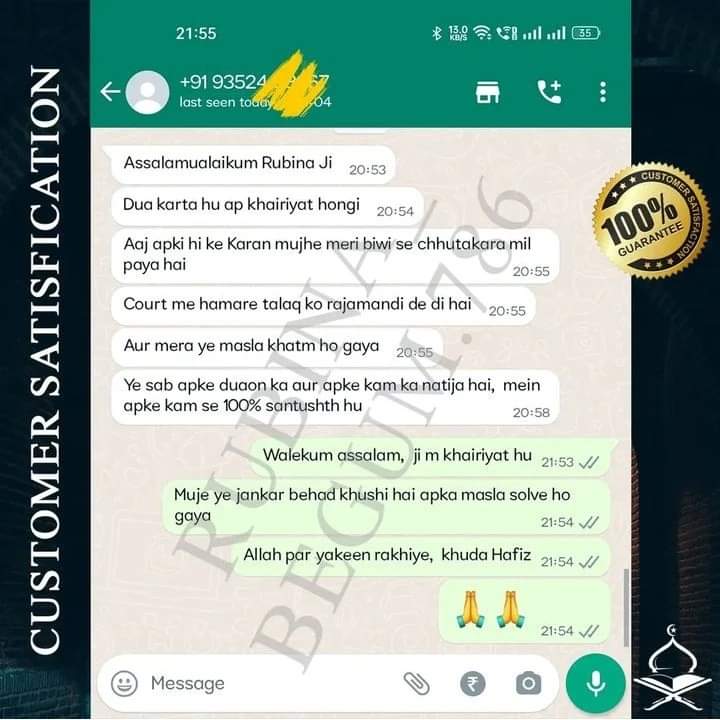 21:55
13.0
KB/S
35
+91 93524
67
last seen today
04
Assalamualaikum Rubina Ji 20:53
Dua karta hu ap khairiyat hongi 20:54
Aaj apki hi ke Karan mujhe meri biwi se chhutakara mil
paya hai 20:55
Court me hamare talaq ko rajamandi de di hai 20:55
Aur mera ye masla khatm ho gaya 20:55
Ye sab apke duaon ka aur apke kam ka natija hai, mein
apke kam se 100% santushth hu 20:58
Walekum assalam, ji m khairiyat hu 21:53
Muje ye jankar behad khushi hai apka masla solve ho
gaya 21:54
Allah par yakeen rakhiye, khuda Hafiz 21:54
🙏 🙏
21:54
Message
CUSTOMER SATISFICATION
CUSTOMER SATISFACTION
100%
GUARANTEE
RUBINA_
BEGUM.786